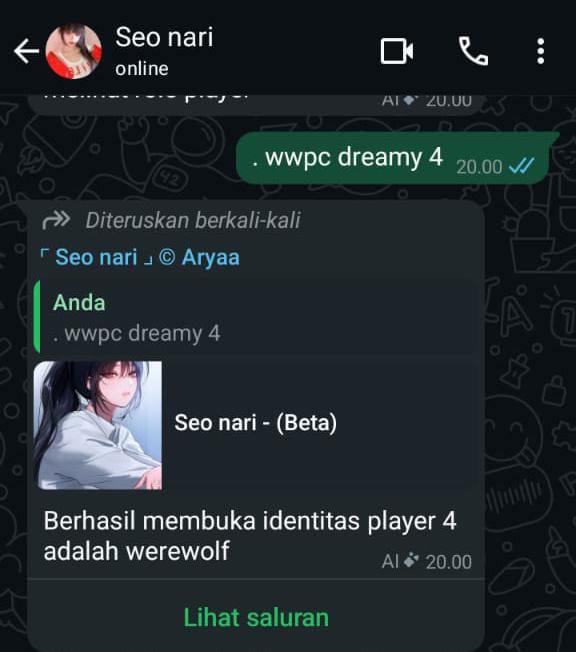 Seo nari
online
AI 20.00
. wwpc dreamy 4 20.00
Diteruskan berkali-kali
「 Seo nari 」 © Aryaa
Anda
. wwpc dreamy 4
Seo nari - (Beta)
Berhasil membuka identitas player 4
adalah werewolf
AI 20.00
Lihat saluran